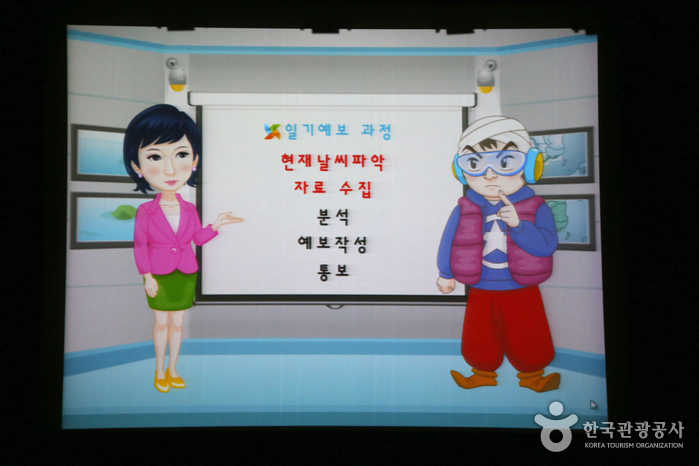 일기예보 과정
현재날씨파악
자료 수집
분석
예보작성
통보
한국관광공사
KOREA TOURISM ORGANIZATION